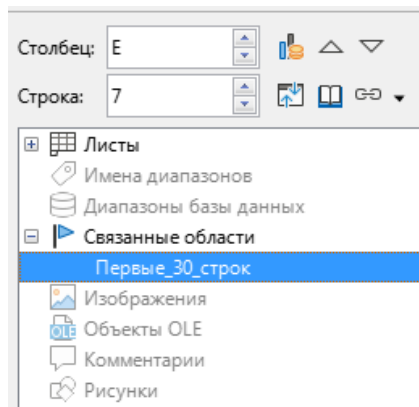 Столбец: E
Строка: 7
Листы
Имена диапазонов
Диапазоны базы данных
Связанные области
Первые_30_строк
Изображения
OLE Объекты OLE
Комментарии
Рисунки